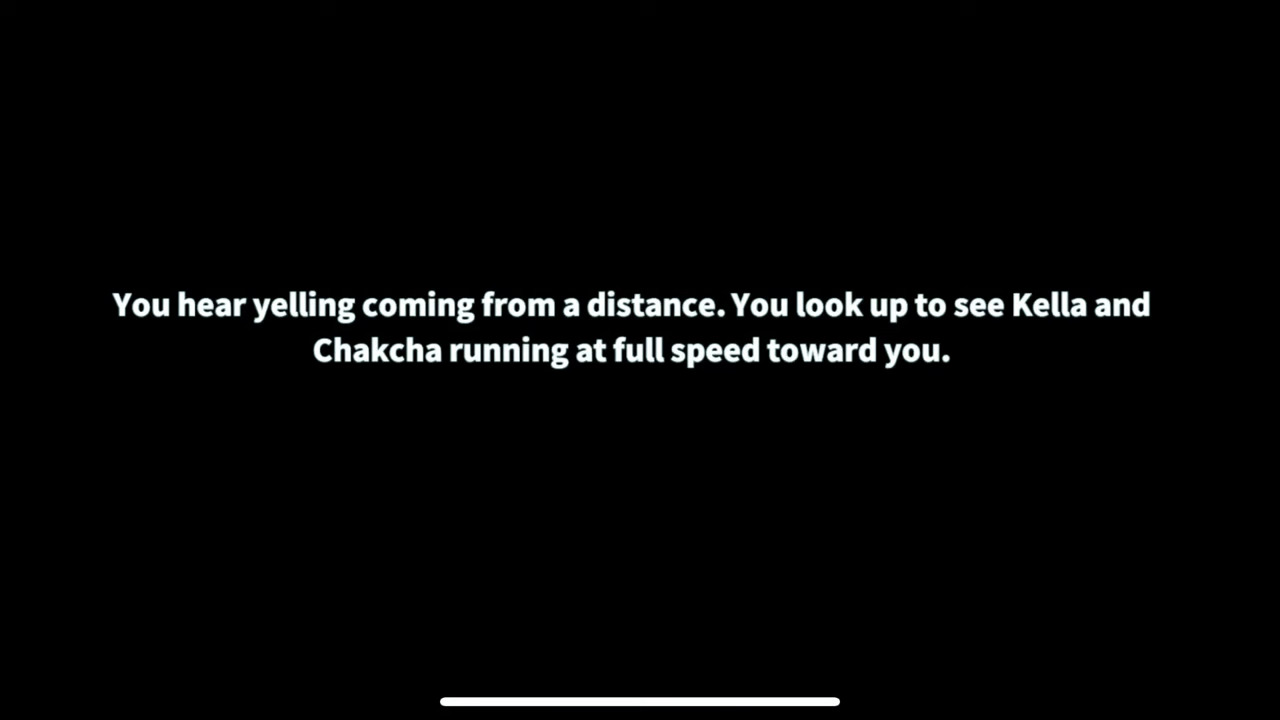 You hear yelling coming from a distance. You look up to see Kella and
Chakcha running at full speed toward you.